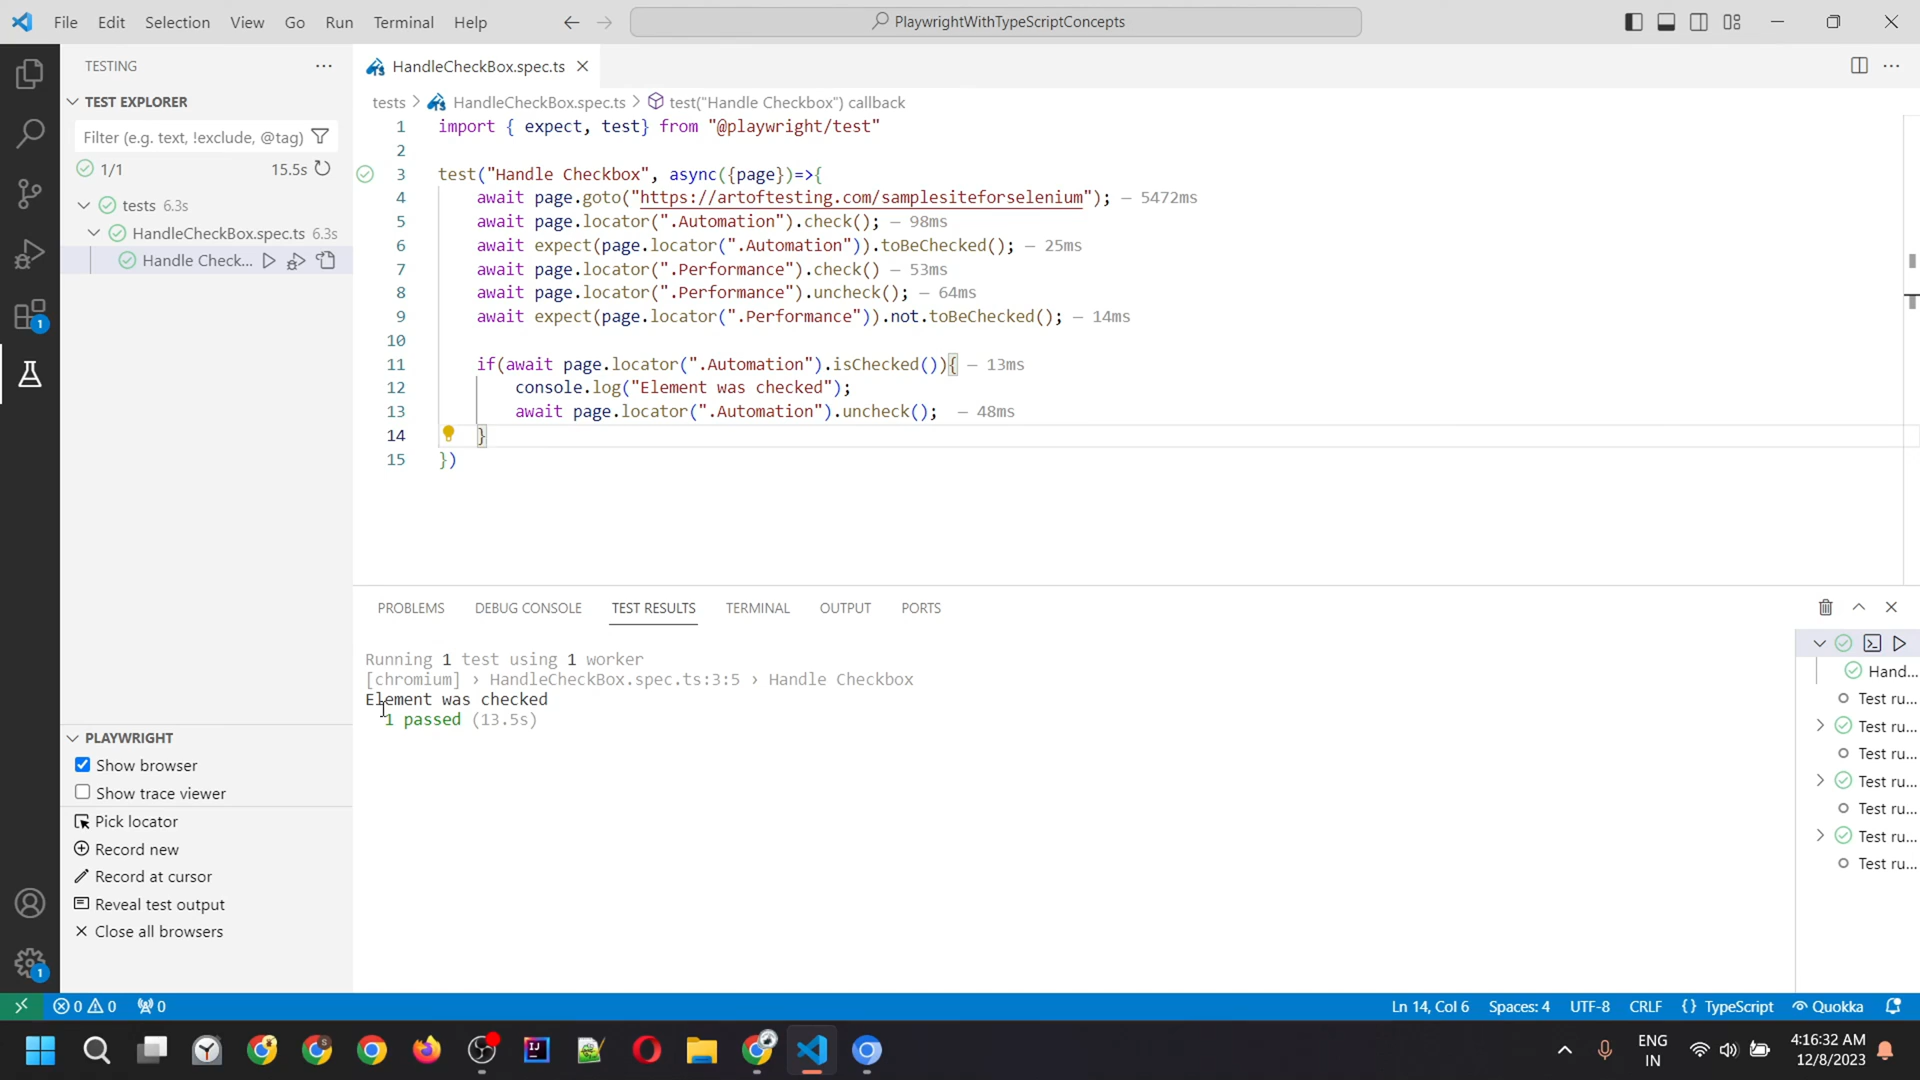 File Edit Selection View Go Run Terminal Help
PlaywrightWithTypeScriptConcepts
TESTING
TEST EXPLORER
Filter (e.g. text, !exclude, @tag)
1/1 15.5s
tests 6.3s
HandleCheckBox.spec.ts 6.3s
Handle Check...
PLAYWRIGHT
Show browser
Show trace viewer
Pick locator
Record new
Record at cursor
Reveal test output
Close all browsers
1
1
HandleCheckBox.spec.ts
tests > HandleCheckBox.spec.ts > test("Handle Checkbox") callback
1 import { expect, test} from "@playwright/test"
2
3 test("Handle Checkbox", async({page})=>{
4 await page.goto("https://artoftesting.com/samplesiteforselenium"); — 5472ms
5 await page.locator(".Automation").check(); — 98ms
6 await expect(page.locator(".Automation")).toBeChecked(); — 25ms
7 await page.locator(".Performance").check() — 53ms
8 await page.locator(".Performance").uncheck(); — 64ms
9 await expect(page.locator(".Performance")).not.toBeChecked(); — 14ms
10
11 if(await page.locator(".Automation").isChecked()){ — 13ms
12 console.log("Element was checked");
13 await page.locator(".Automation").uncheck(); — 48ms
14 }
15 })
PROBLEMS DEBUG CONSOLE TEST RESULTS TERMINAL OUTPUT PORTS
Running 1 test using 1 worker
[chromium] › HandleCheckBox.spec.ts:3:5 › Handle Checkbox
Element was checked
1 passed (13.5s)
Hand...
Test ru...
Test ru...
Test ru...
Test ru...
Test ru...
Test ru...
Test ru...
0 0 0
Ln 14, Col 6 Spaces: 4 UTF-8 CRLF {} TypeScript Quokka
ENG
IN
4:16:32 AM
12/8/2023